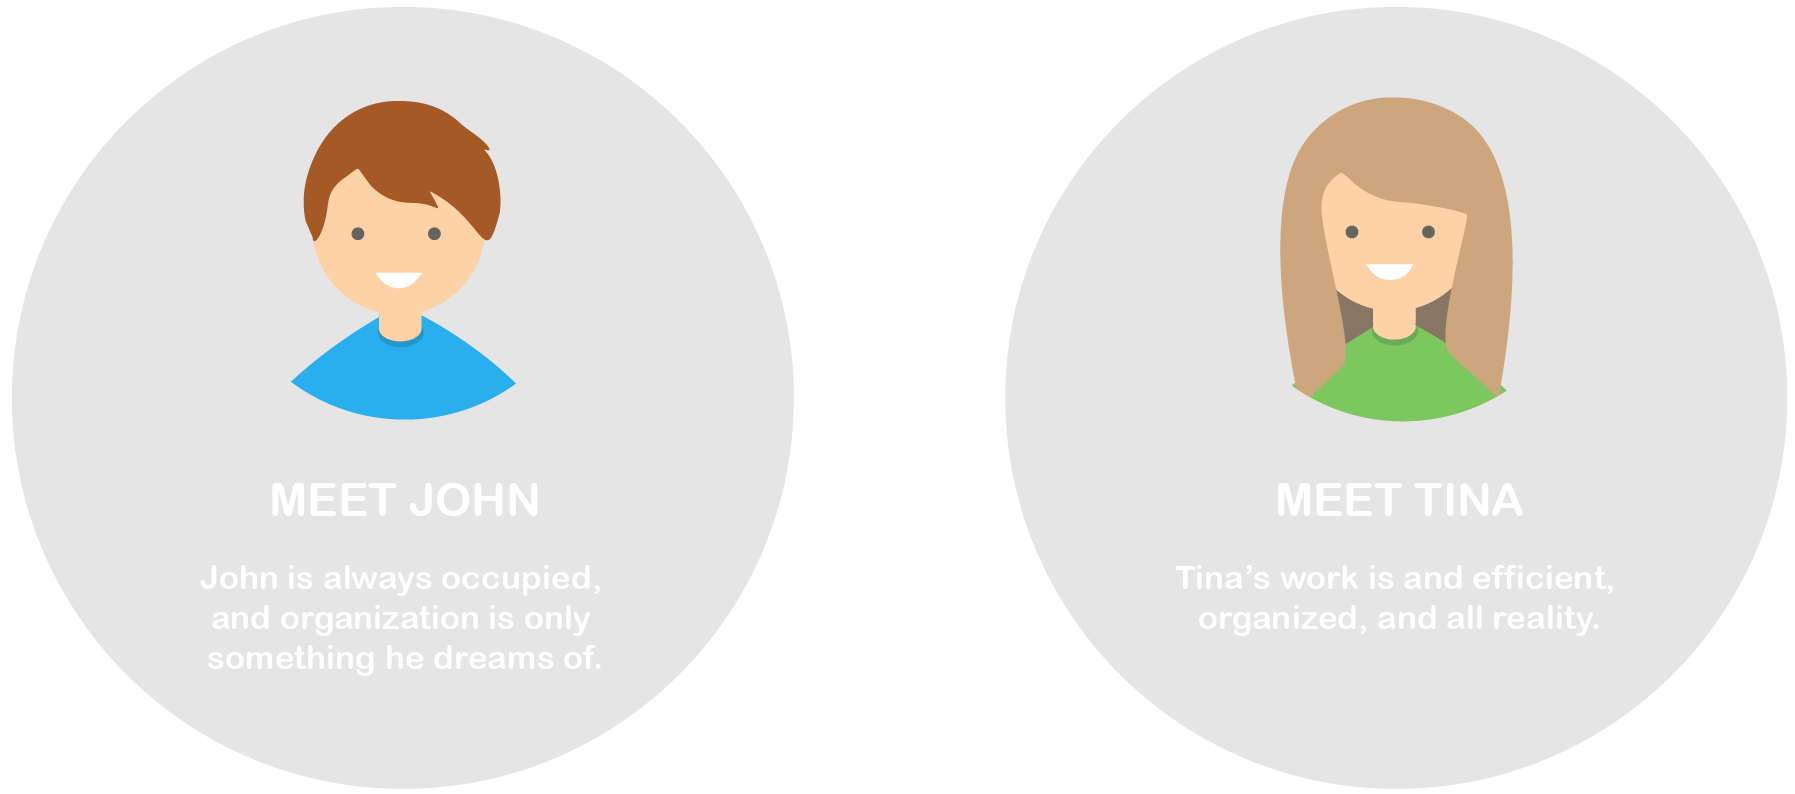 MEET JOHN
John is always occupied,
and organization is only
something he dreams of.
MEET TINA
Tina’s work is and efficient,
organized, and all reality.